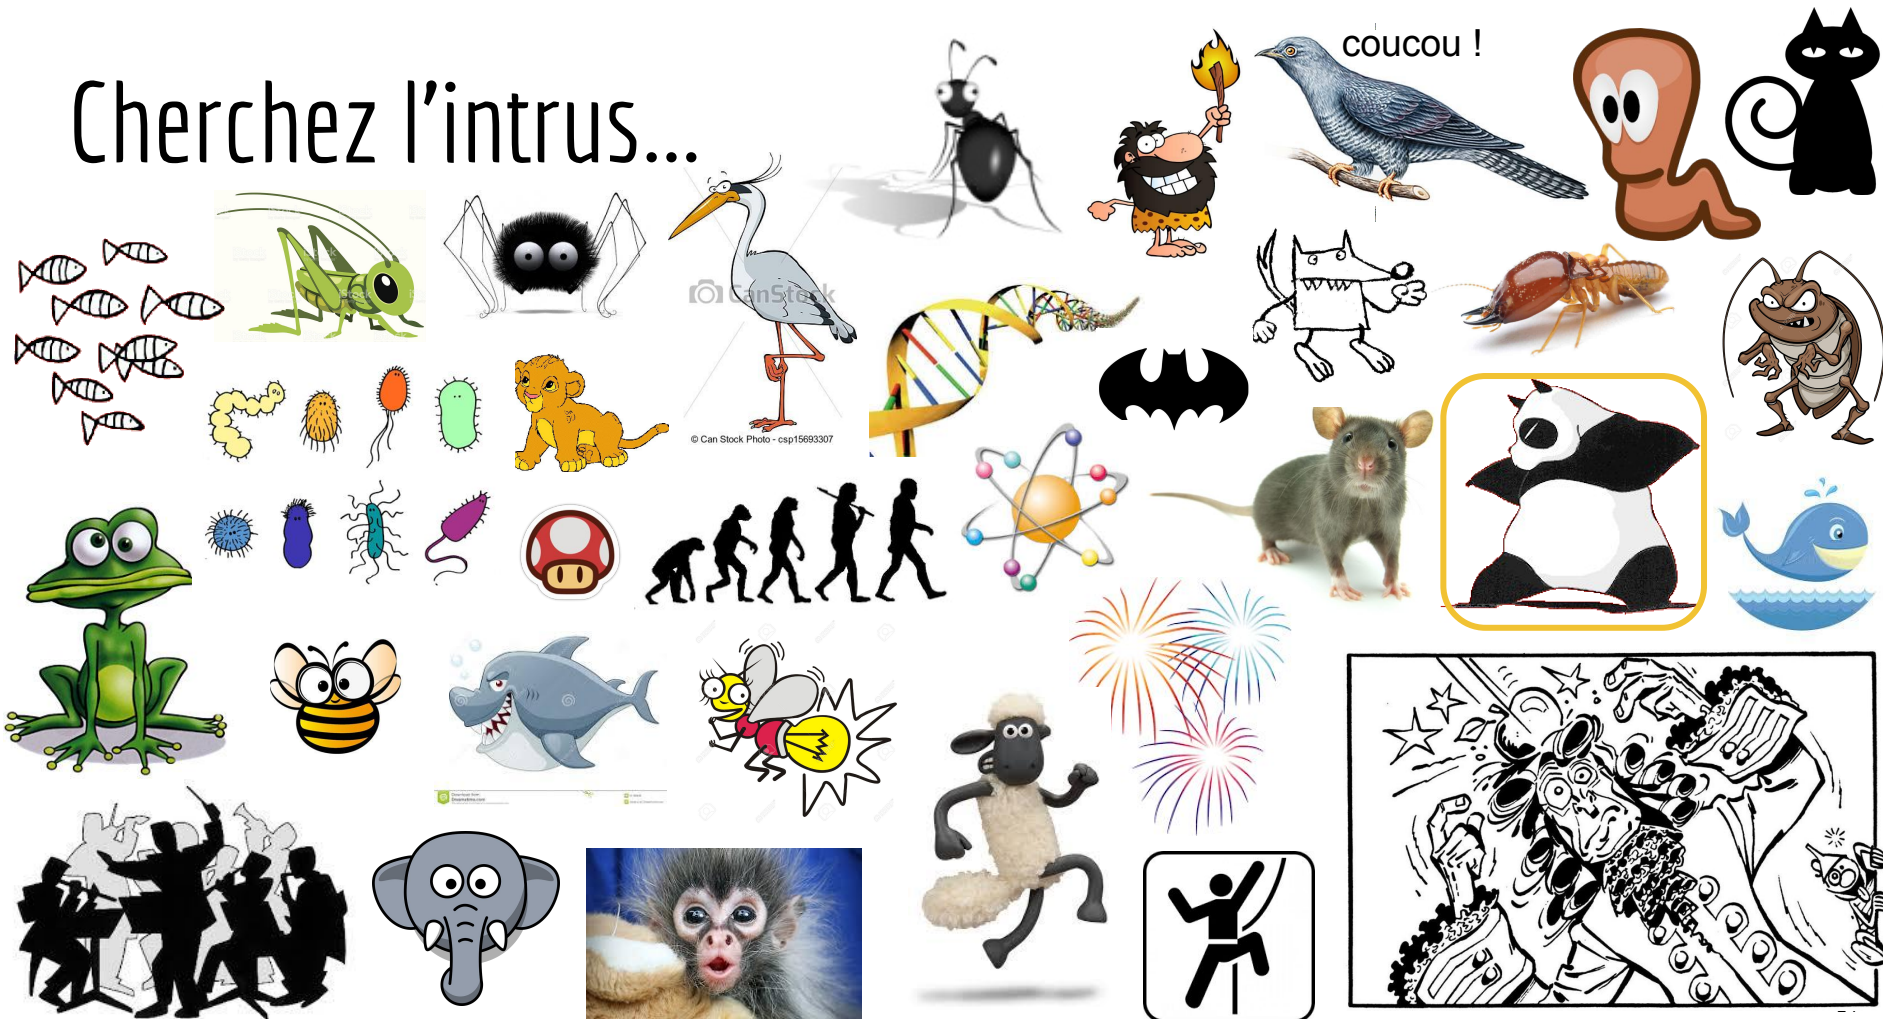 coucou !
Cherchez l'intrus...
CanStock
© Can Stock Photo - csp15693307